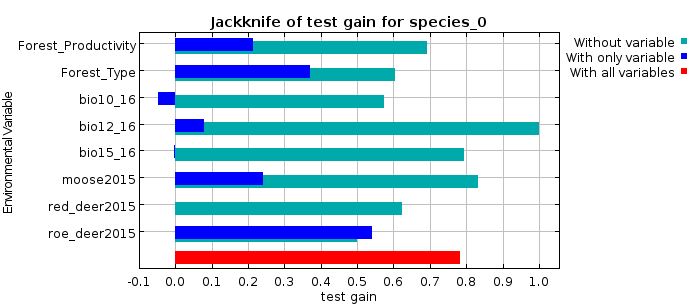 Jackknife of test gain for species_0
Without variable
With only variable
With all variables
Environmental Variable
Forest_Productivity
Forest_Type
bio10_16
bio12_16
bio15_16
moose2015
red_deer2015
roe_deer2015
-0.1 0.0 0.1 0.2 0.3 0.4 0.5 0.6 0.7 0.8 0.9 1.0
test gain